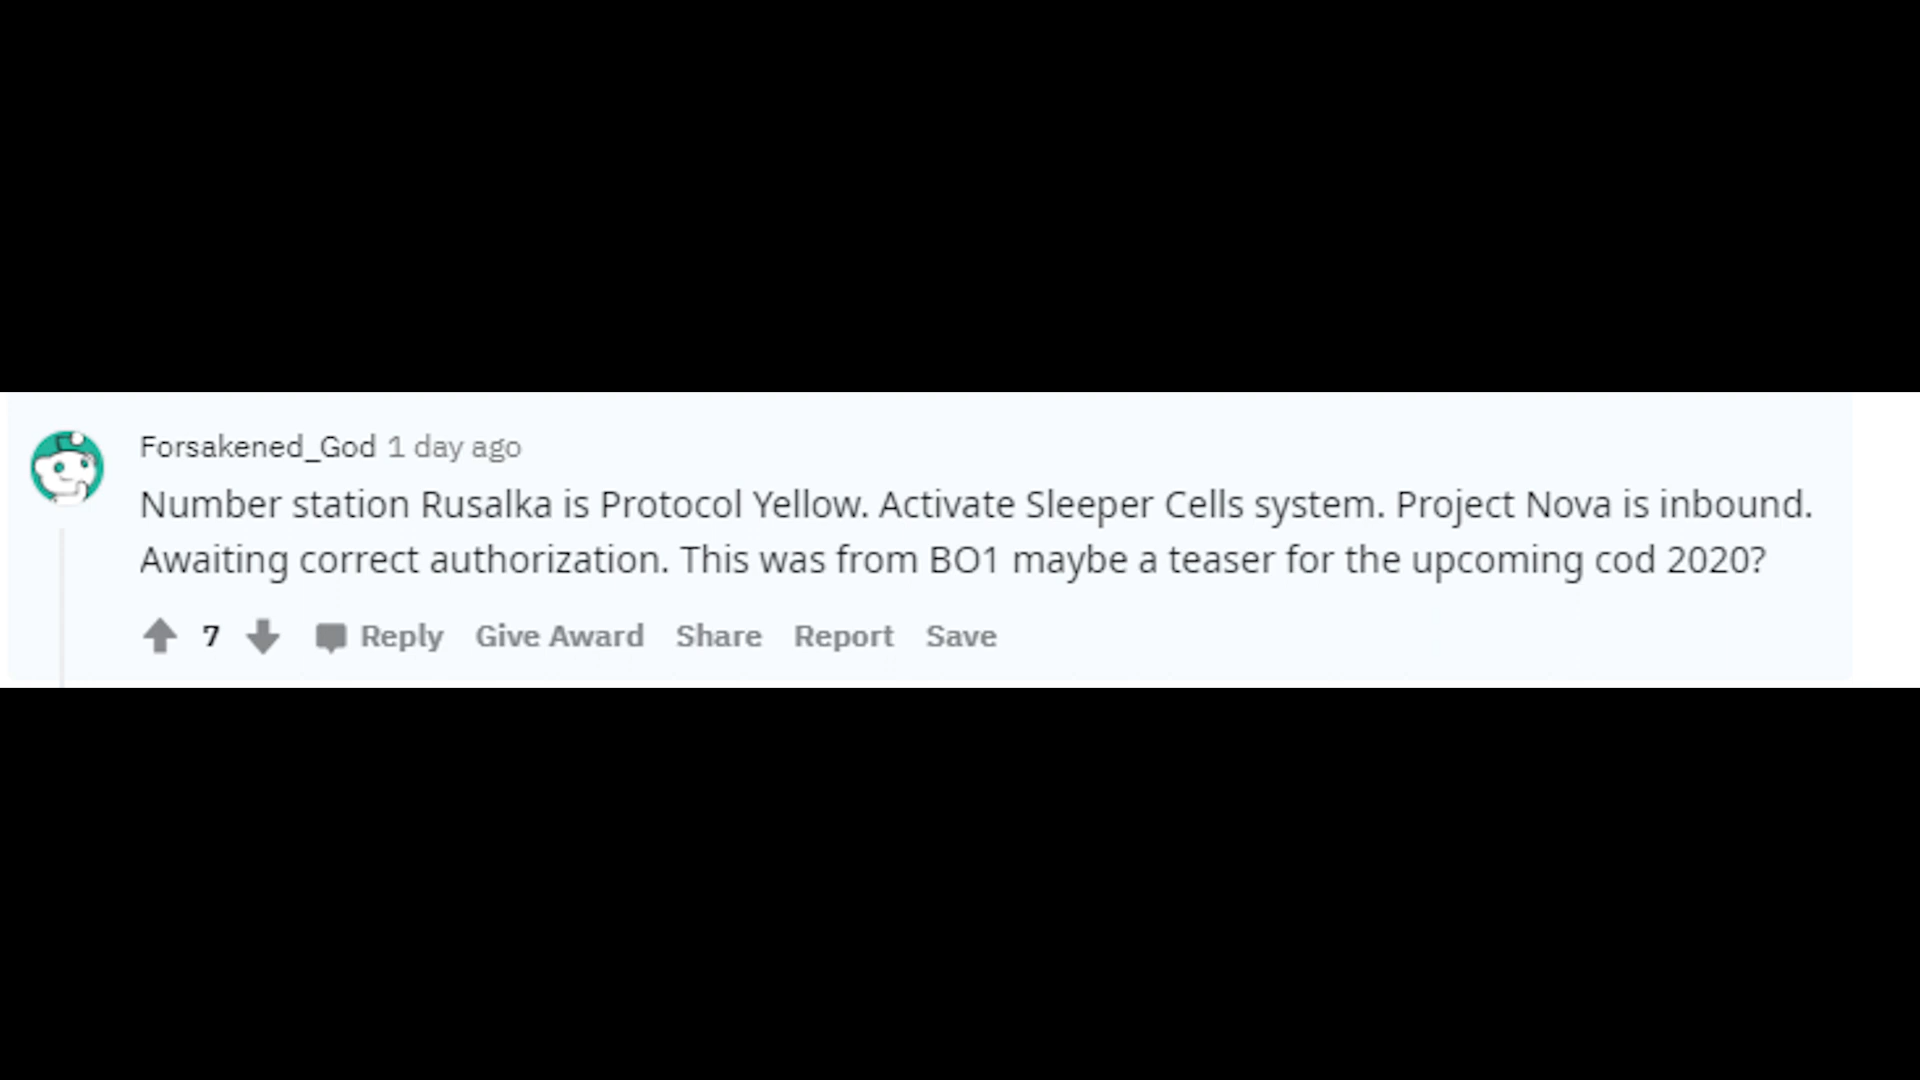 Forsakened_God 1 day ago
Number station Rusalka is Protocol Yellow. Activate Sleeper Cells system. Project Nova is inbound.
Awaiting correct authorization. This was from BO1 maybe a teaser for the upcoming cod 2020?
7 Reply Give Award Share Report Save